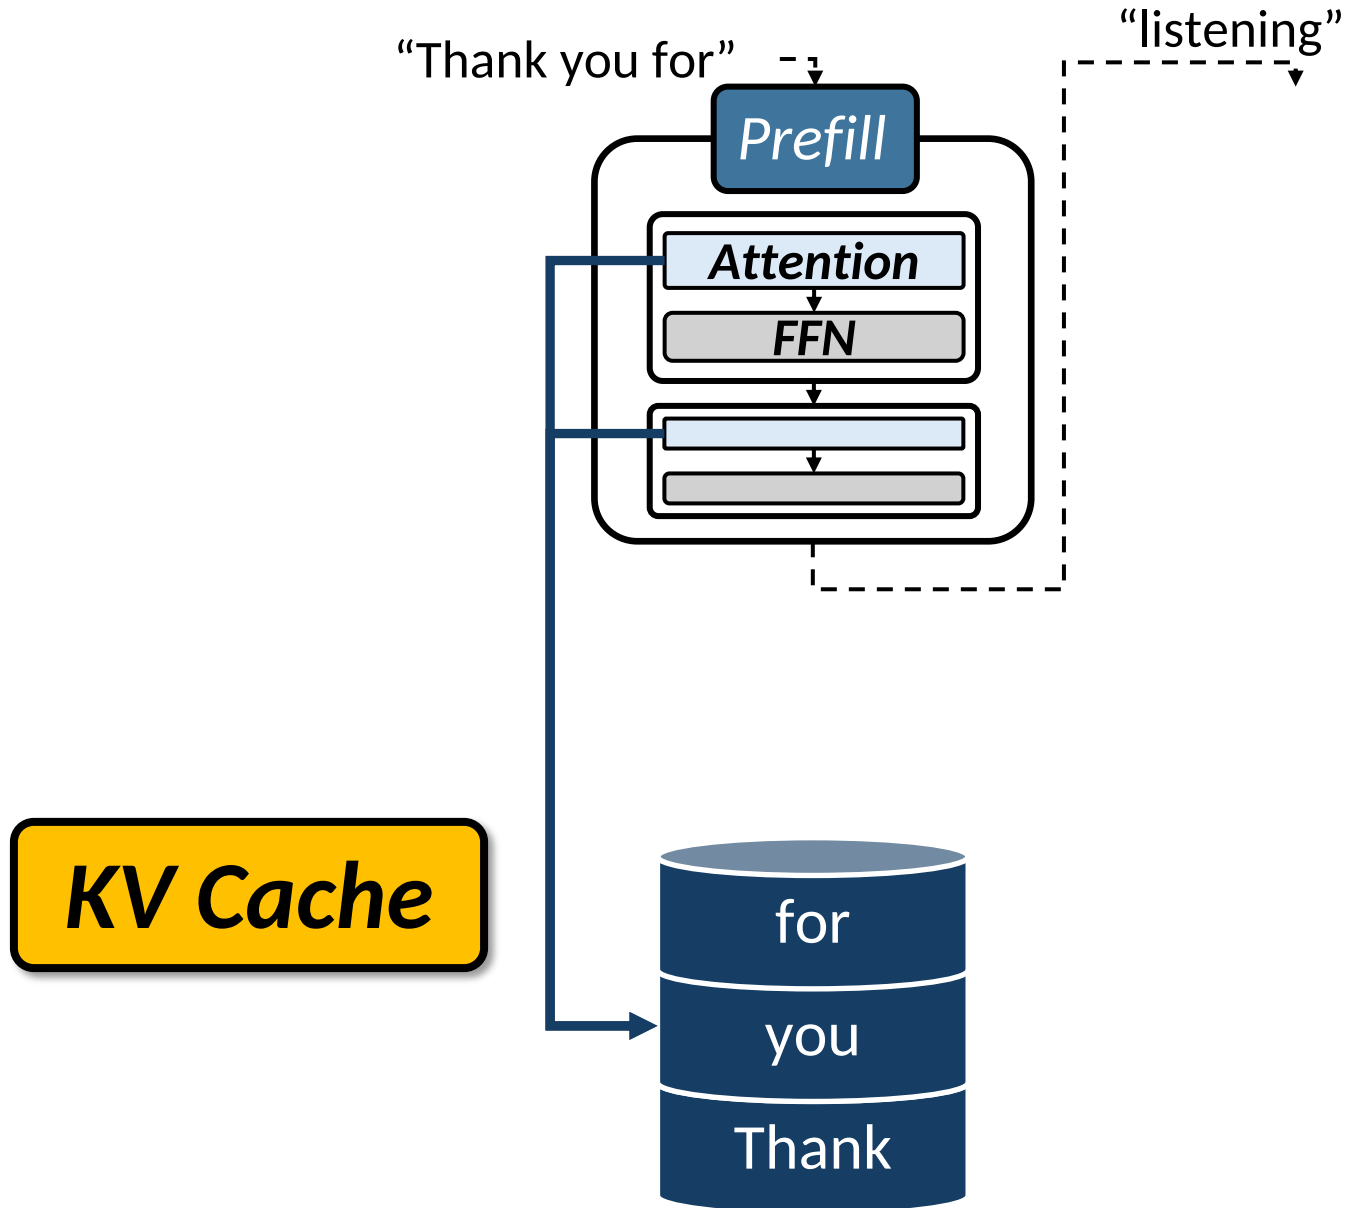 “listening”
“Thank you for”
Prefill
Attention
FFN
KV Cache
for
you
Thank